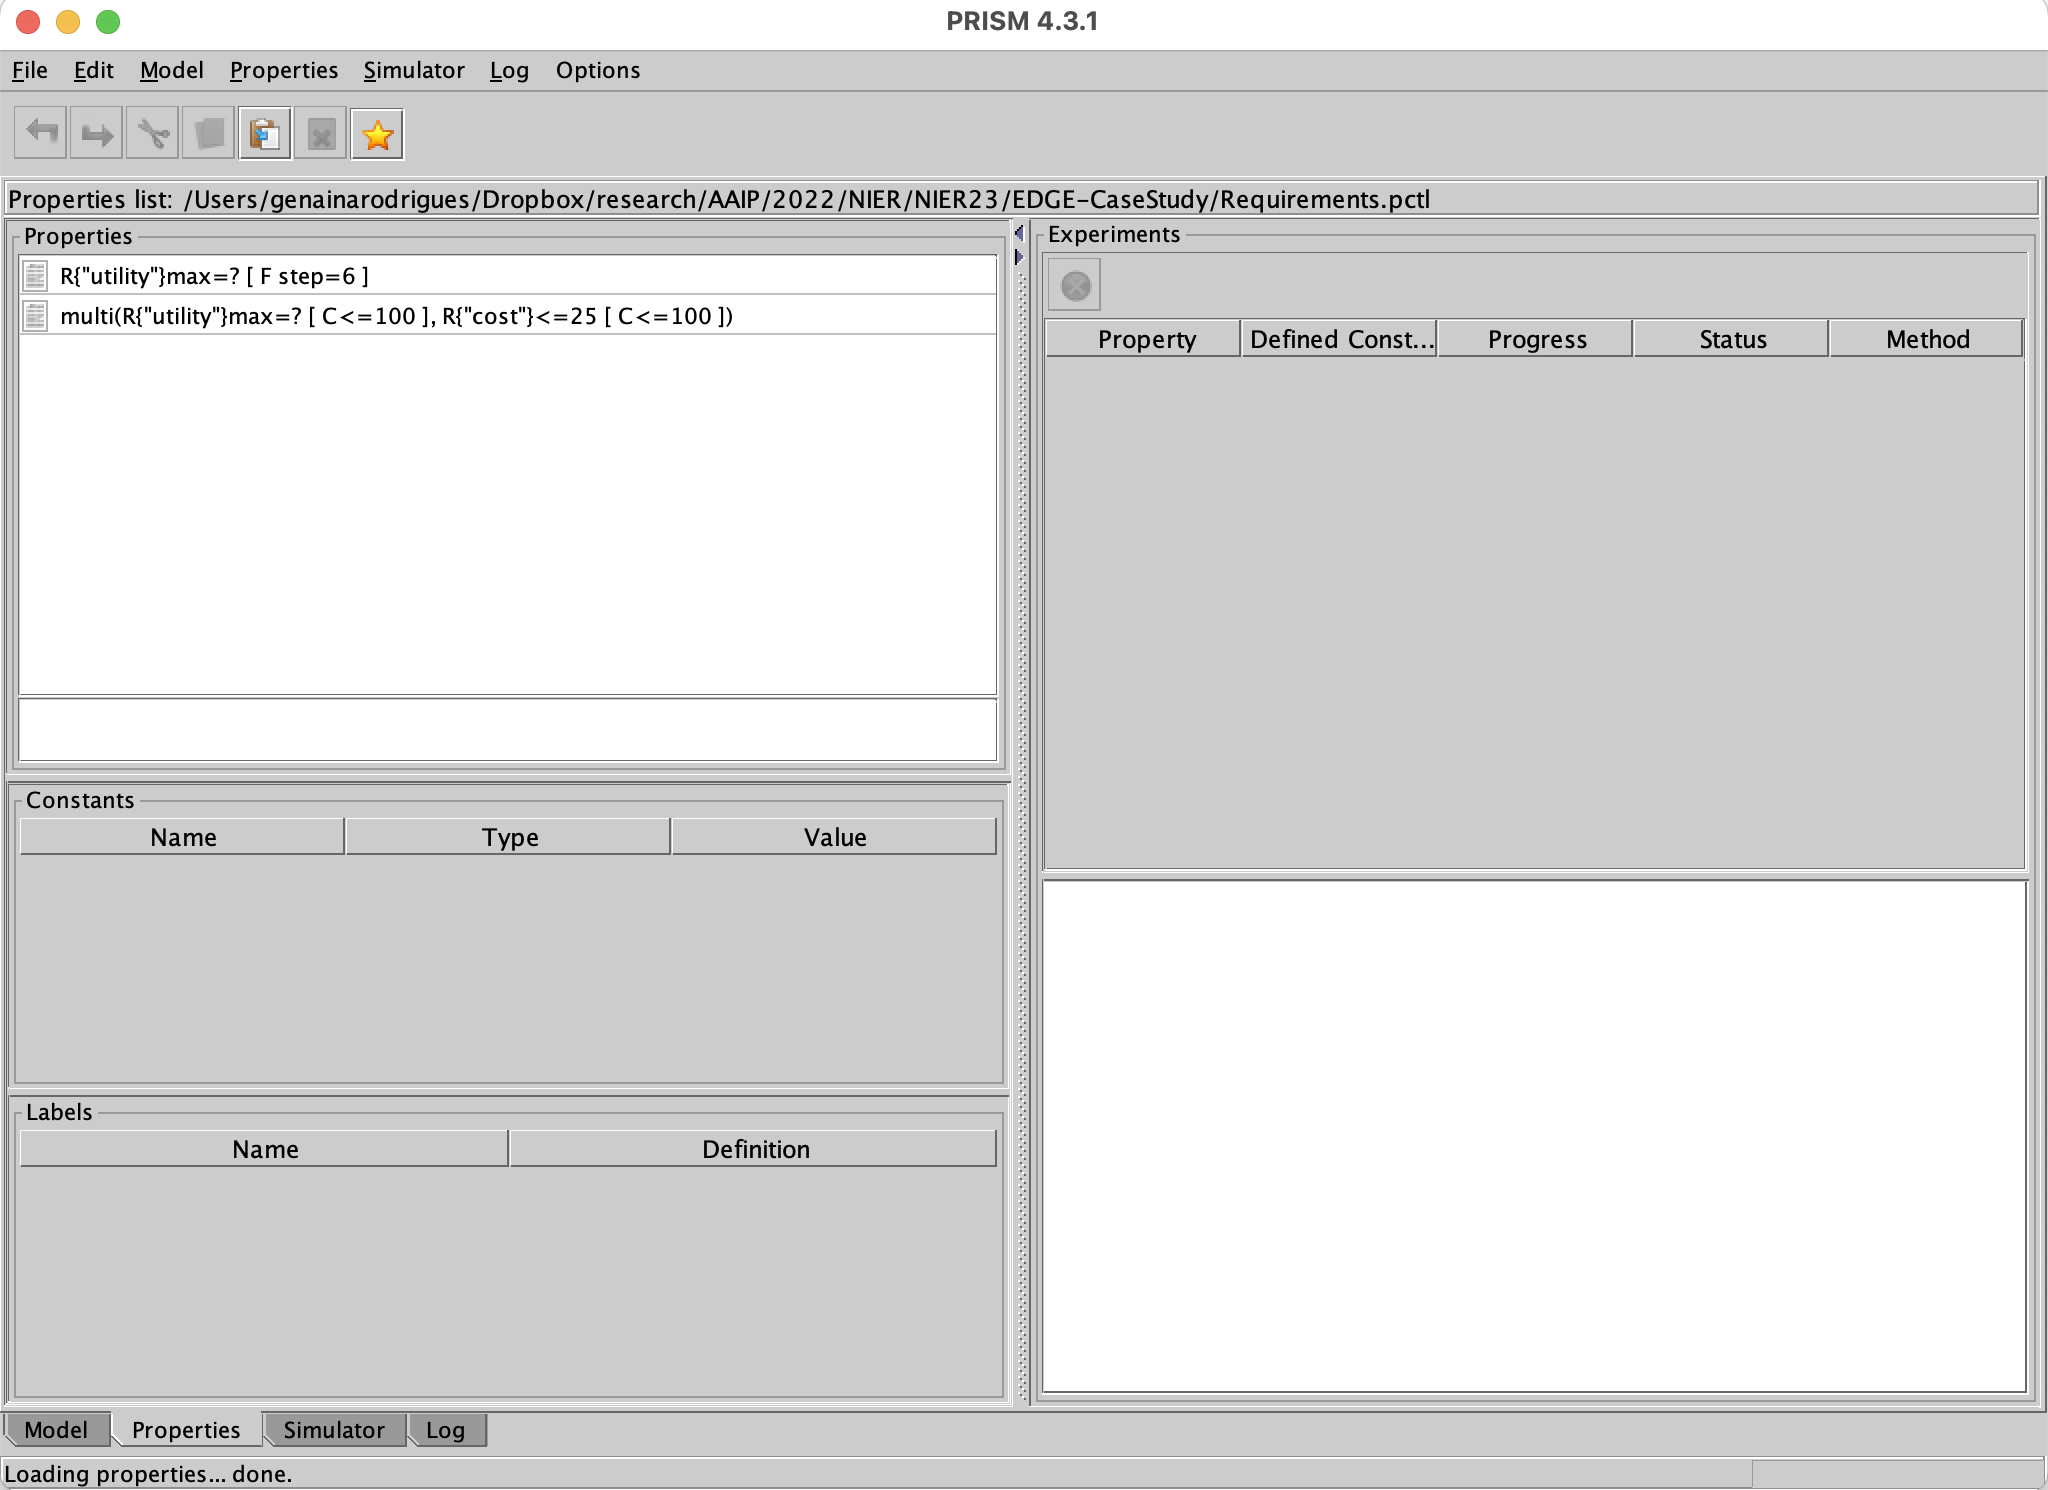 PRISM 4.3.1
File Edit Model Properties Simulator Log Options
Properties list: /Users/genainarodrigues/Dropbox/research/AAIP/2022/NIER/NIER23/EDGE-CaseStudy/Requirements.pctl
Properties
R{"utility"}max=? [ F step=6 ]
multi(R{"utility"}max=? [ C<=100 ], R{"cost"}<=25 [ C<=100 ])
Constants
Name Type Value
Labels
Name Definition
Experiments
Property Defined Const... Progress Status Method
Model Properties Simulator Log
Loading properties... done.